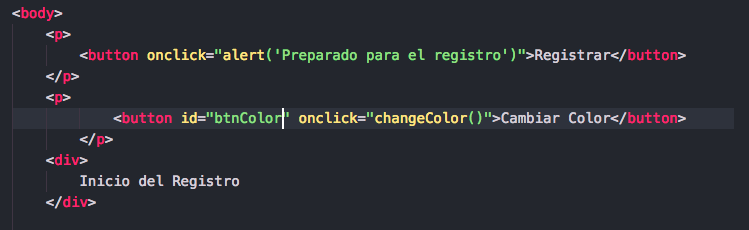 <body>
<p>
<button onclick="alert('Preparado para el registro')">Registrar</button>
</p>
<p>
<button id="btnColor" onclick="changeColor()">Cambiar Color</button>
</p>
<div>
Inicio del Registro
</div>